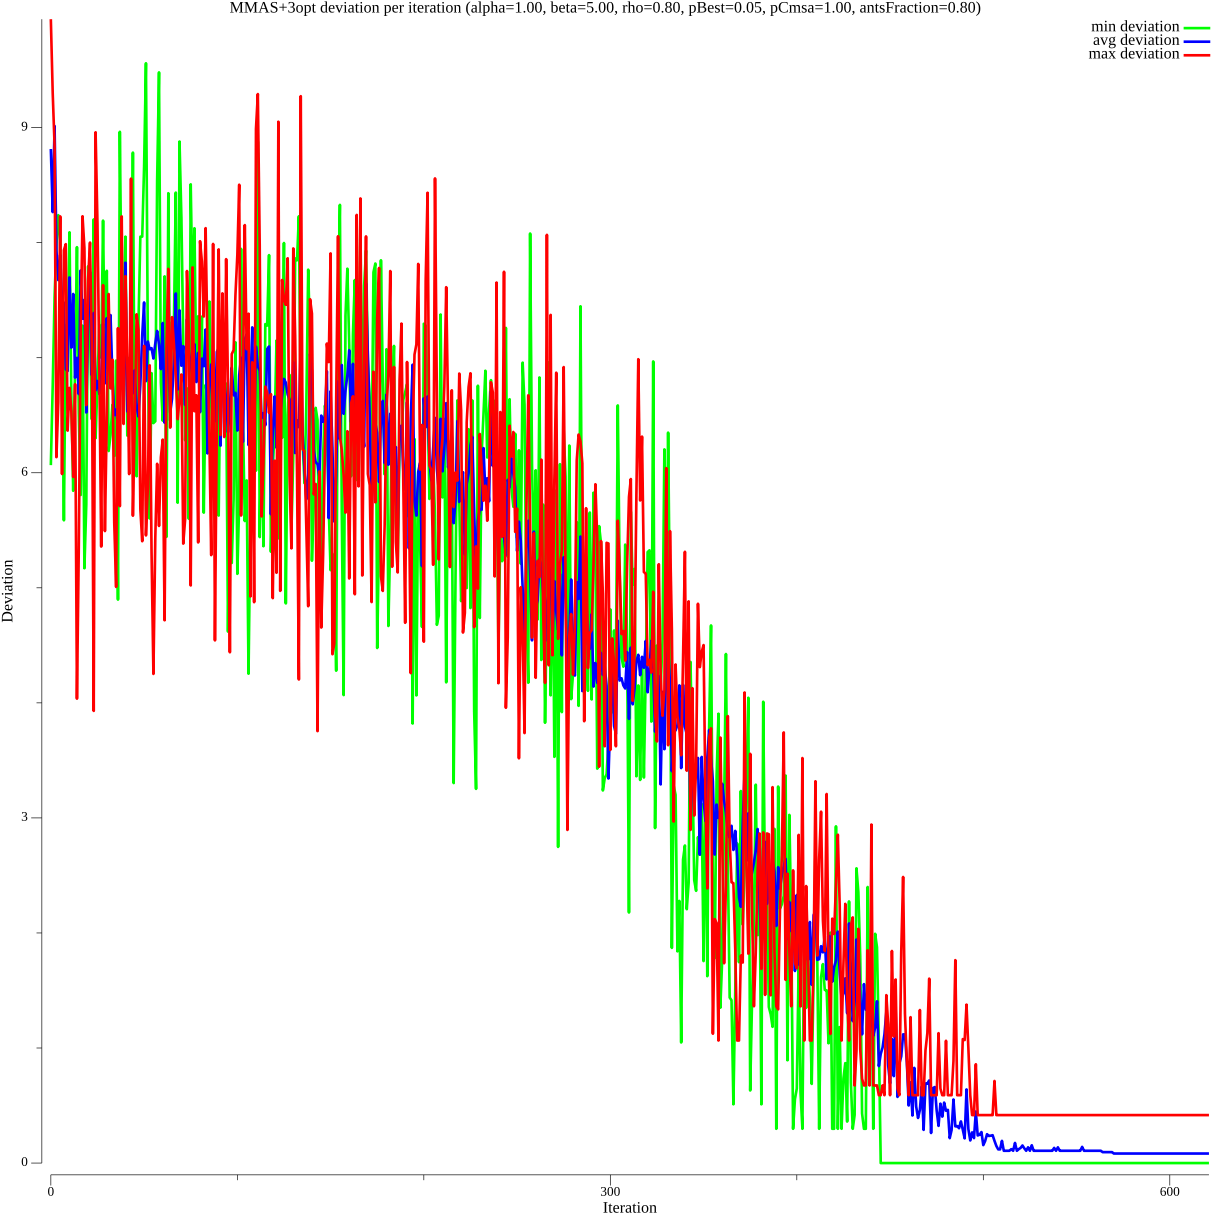 MMAS+3opt deviation per iteration (alpha=1.00, beta=5.00, rho=0.80, pBest=0.05, pCmsa=1.00, antsFraction=0.80)
min deviation
avg deviation
max deviation
9
6
3
0
Deviation
0
300
600
Iteration